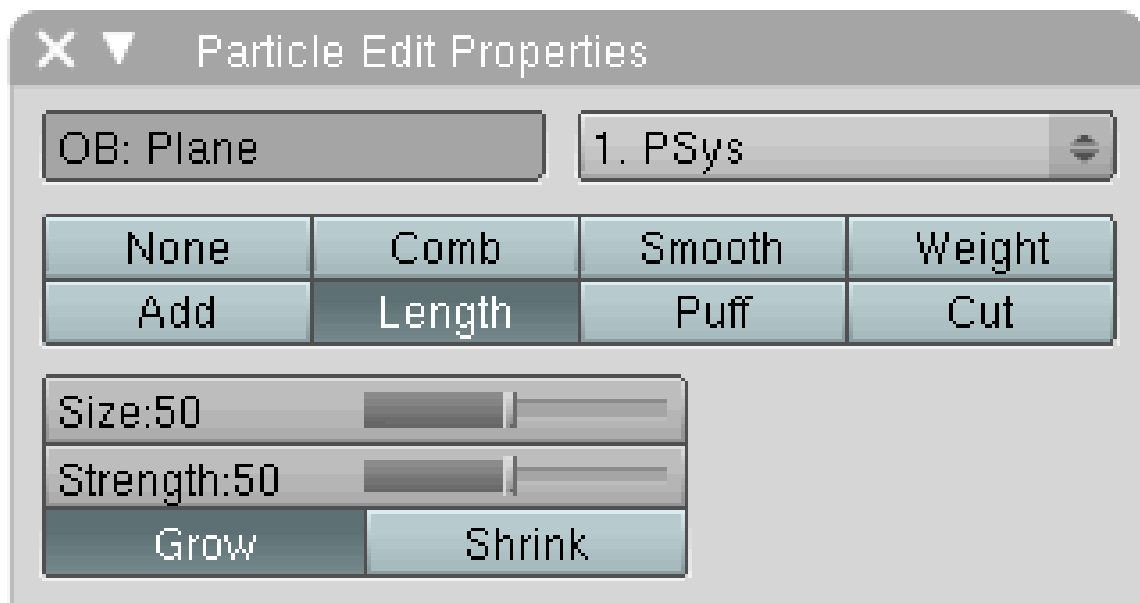 Particle Edit Properties
OB: Plane 1. PSys
None Comb Smooth Weight
Add Length Puff Cut
Size:50
Strength:50
Grow Shrink